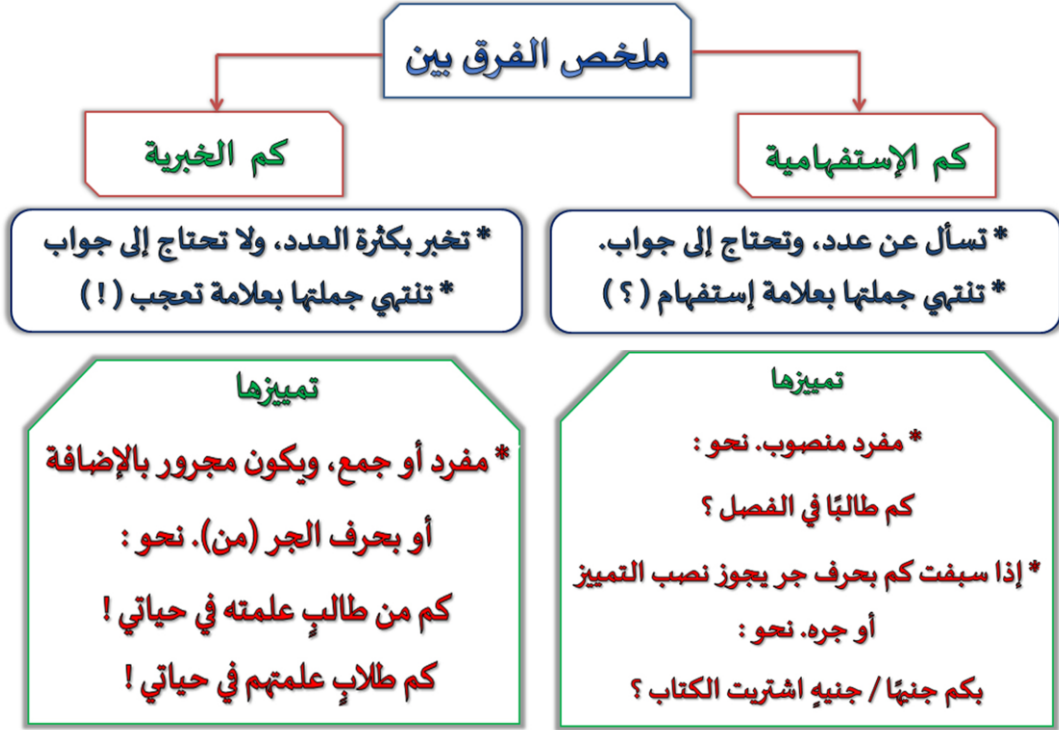 ملخص الفرق بين
كم الإستفهامية
* تسأل عن عدد، وتحتاج إلى جواب.
* تنتهي جملتها بعلامة إستفهام ( ؟ )
تمييزها
* مفرد منصوب. نحو :
كم طالبًا في الفصل ؟
* إذا سبفت كم بحرف جر يجوز نصب التمييز
أو جره. نحو :
بكم جنيهًا / جنيهٍ اشتريت الكتاب ؟
كم الخبرية
* تخبر بكثرة العدد، ولا تحتاج إلى جواب
* تنتهي جملتها بعلامة تعجب ( ! )
تمييزها
* مفرد أو جمع، ويكون مجرور بالإضافة
أو بحرف الجر (من). نحو :
كم من طالبٍ علمته في حياتي !
كم طلابٍ علمتهم في حياتي !